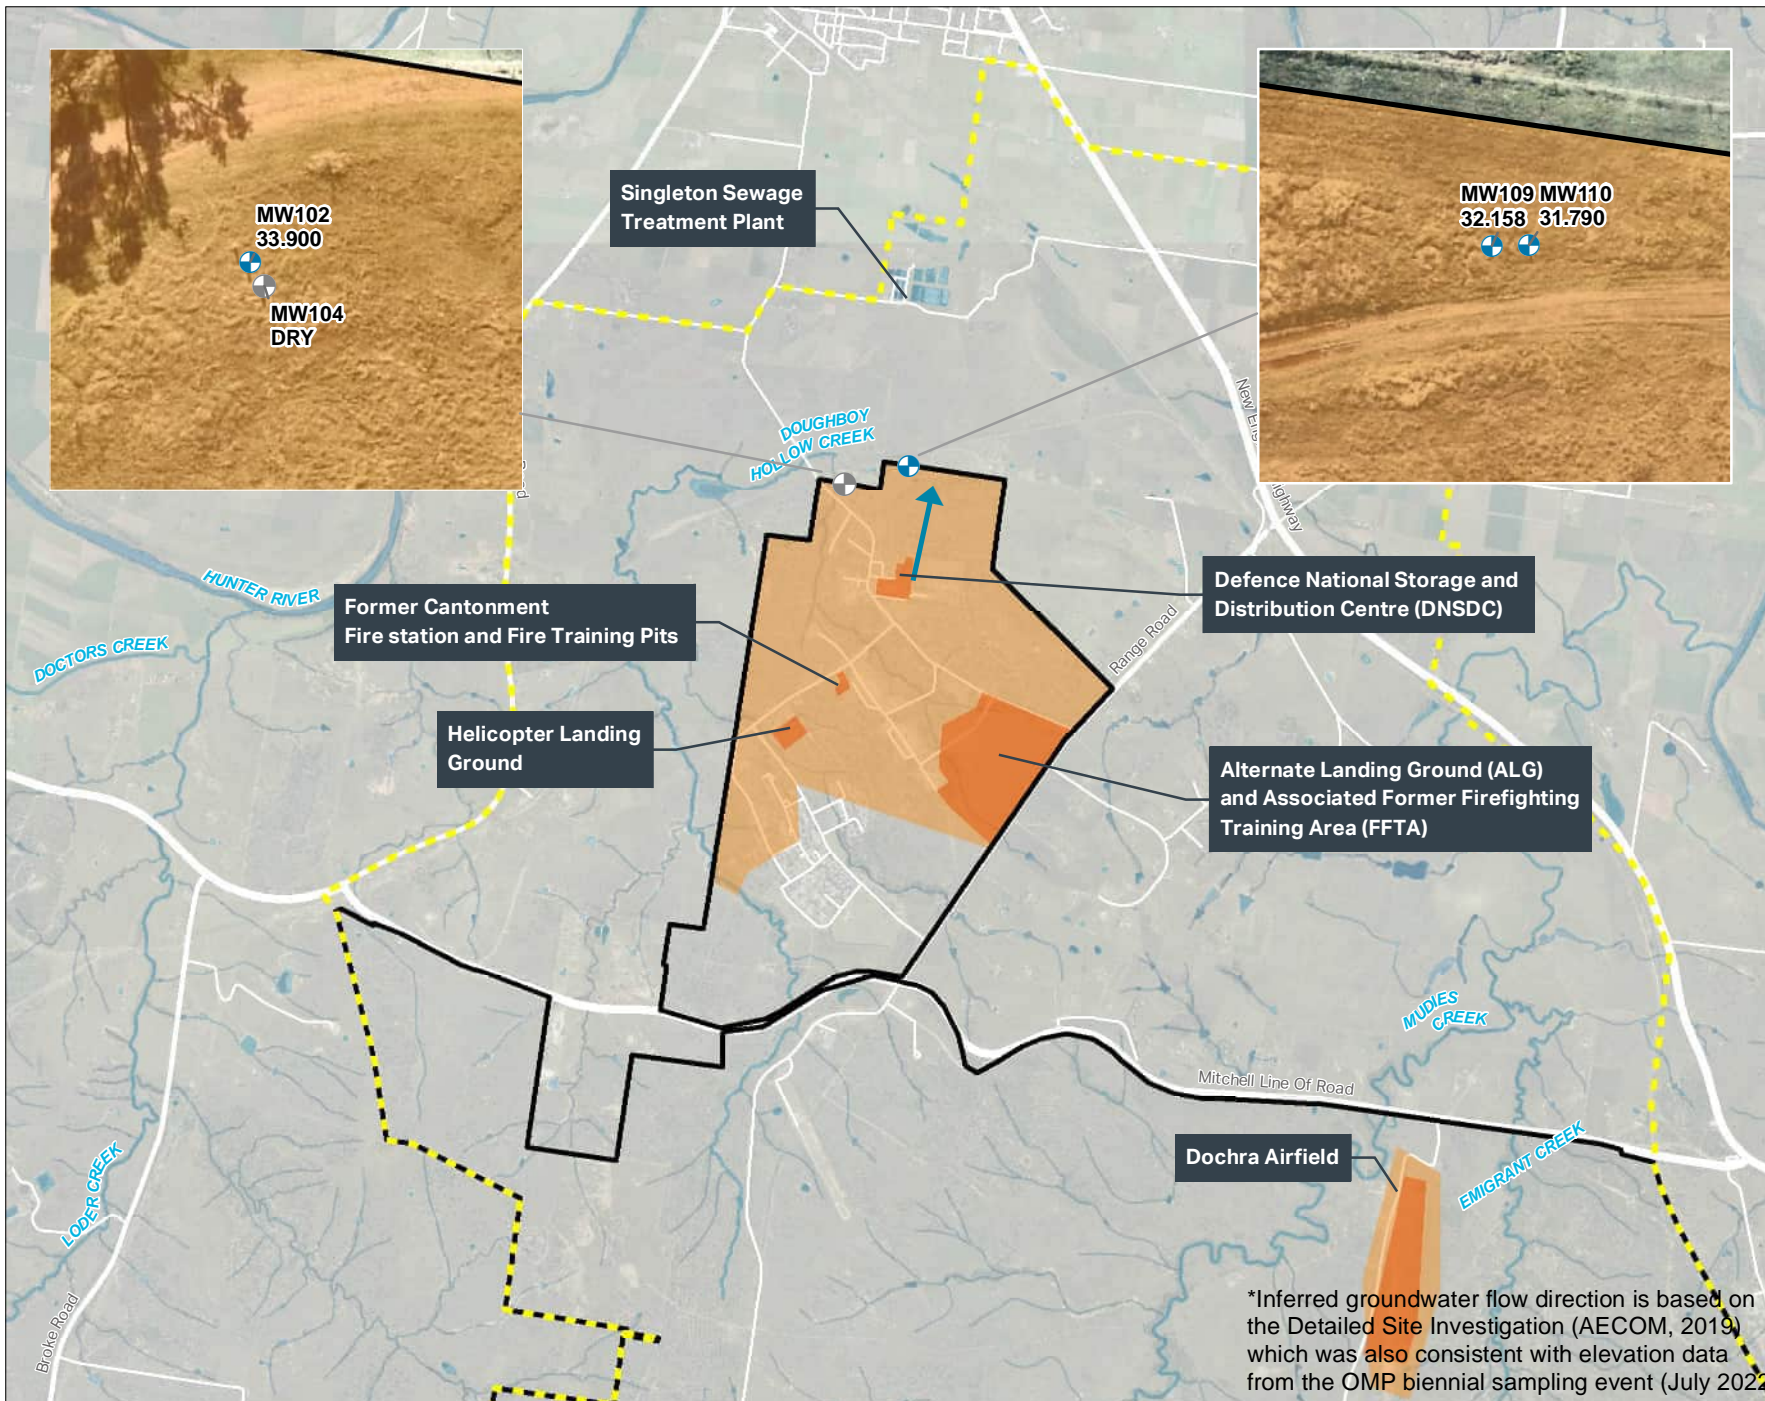 MW102
33.900
MW104
DRY
MW109 MW110
32.158 31.790
Singleton Sewage
Treatment Plant
DOUGHBOY
HOLLOW CREEK
New Eng
ighway
HUNTER RIVER
DOCTORS CREEK
Former Cantonment
Fire station and Fire Training Pits
Defence National Storage and
Distribution Centre (DNSDC)
Range Road
Helicopter Landing
Ground
Alternate Landing Ground (ALG)
and Associated Former Firefighting
Training Area (FFTA)
MUDIES
CREEK
Mitchell Line Of Road
Dochra Airfield
EMIGRANT CREEK
LODER CREEK
Broke Road
*Inferred groundwater flow direction is based on
the Detailed Site Investigation (AECOM, 2019)
which was also consistent with elevation data
from the OMP biennial sampling event (July 2022